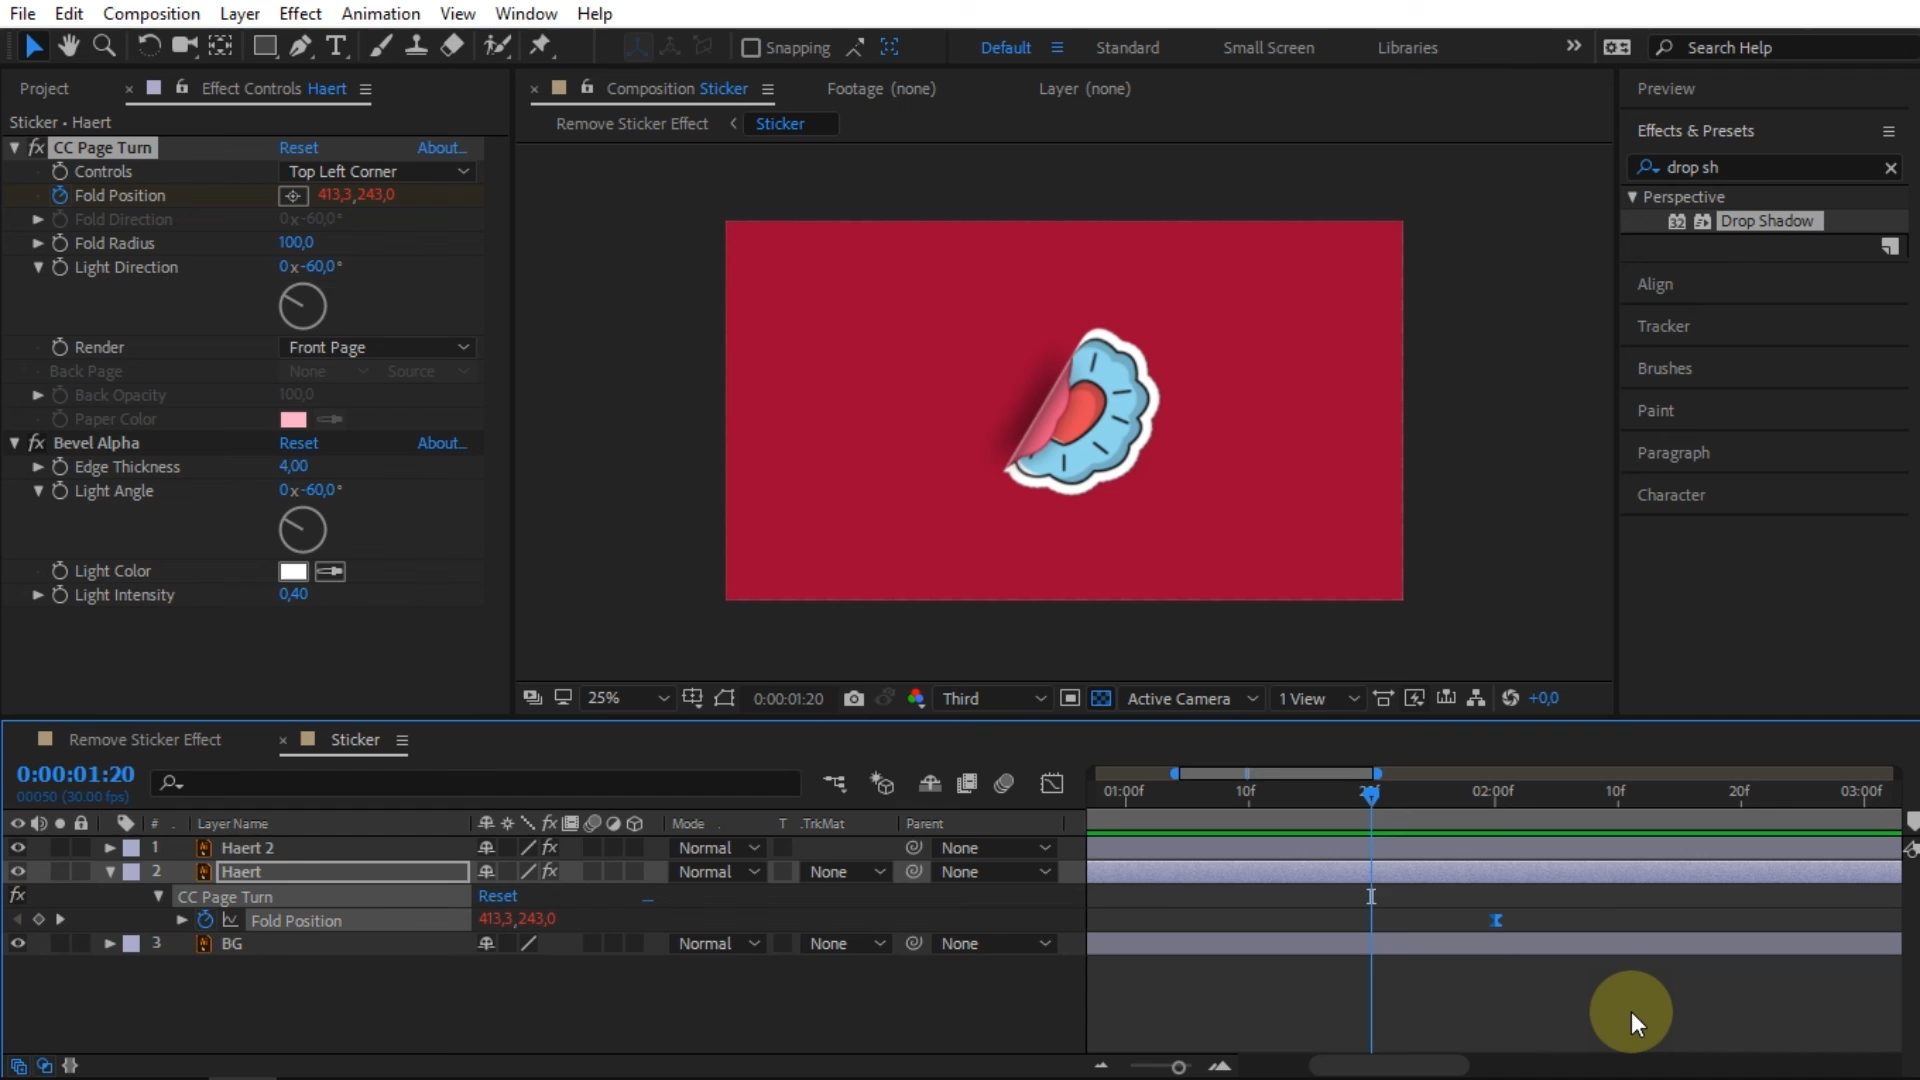 File Edit Composition Layer Effect Animation View Window Help
Snapping Default Standard Small Screen Libraries Search Help
Project Effect Controls Haert
Composition Sticker Footage (none) Layer (none)
Preview
Sticker • Haert
Remove Sticker Effect Sticker
Effects & Presets
fx CC Page Turn Reset About...
drop sh
Controls Top Left Corner
Fold Position 413,3,243,0
Perspective
Fold Direction 0x-60,0°
32 Drop Shadow
Fold Radius 100,0
Light Direction 0x-60,0°
Align
Tracker
Render Front Page
Back Page None Source
Brushes
Back Opacity 100,0
Paint
Paper Color
fx Bevel Alpha Reset About...
Paragraph
Edge Thickness 4,00
Light Angle 0x-60,0°
Character
Light Color
Light Intensity 0,40
25% 0:00:01:20 Third Active Camera 1 View +0,0
Remove Sticker Effect Sticker
0:00:01:20
00050 (30.00 fps)
01:00f 10f 02:00f 10f 20f 03:00f
# Layer Name fx Mode T .TrkMat Parent
1 Haert 2 fx Normal None
2 Haert fx Normal None None
fx CC Page Turn Reset
Fold Position 413,3,243,0
3 BG Normal None None